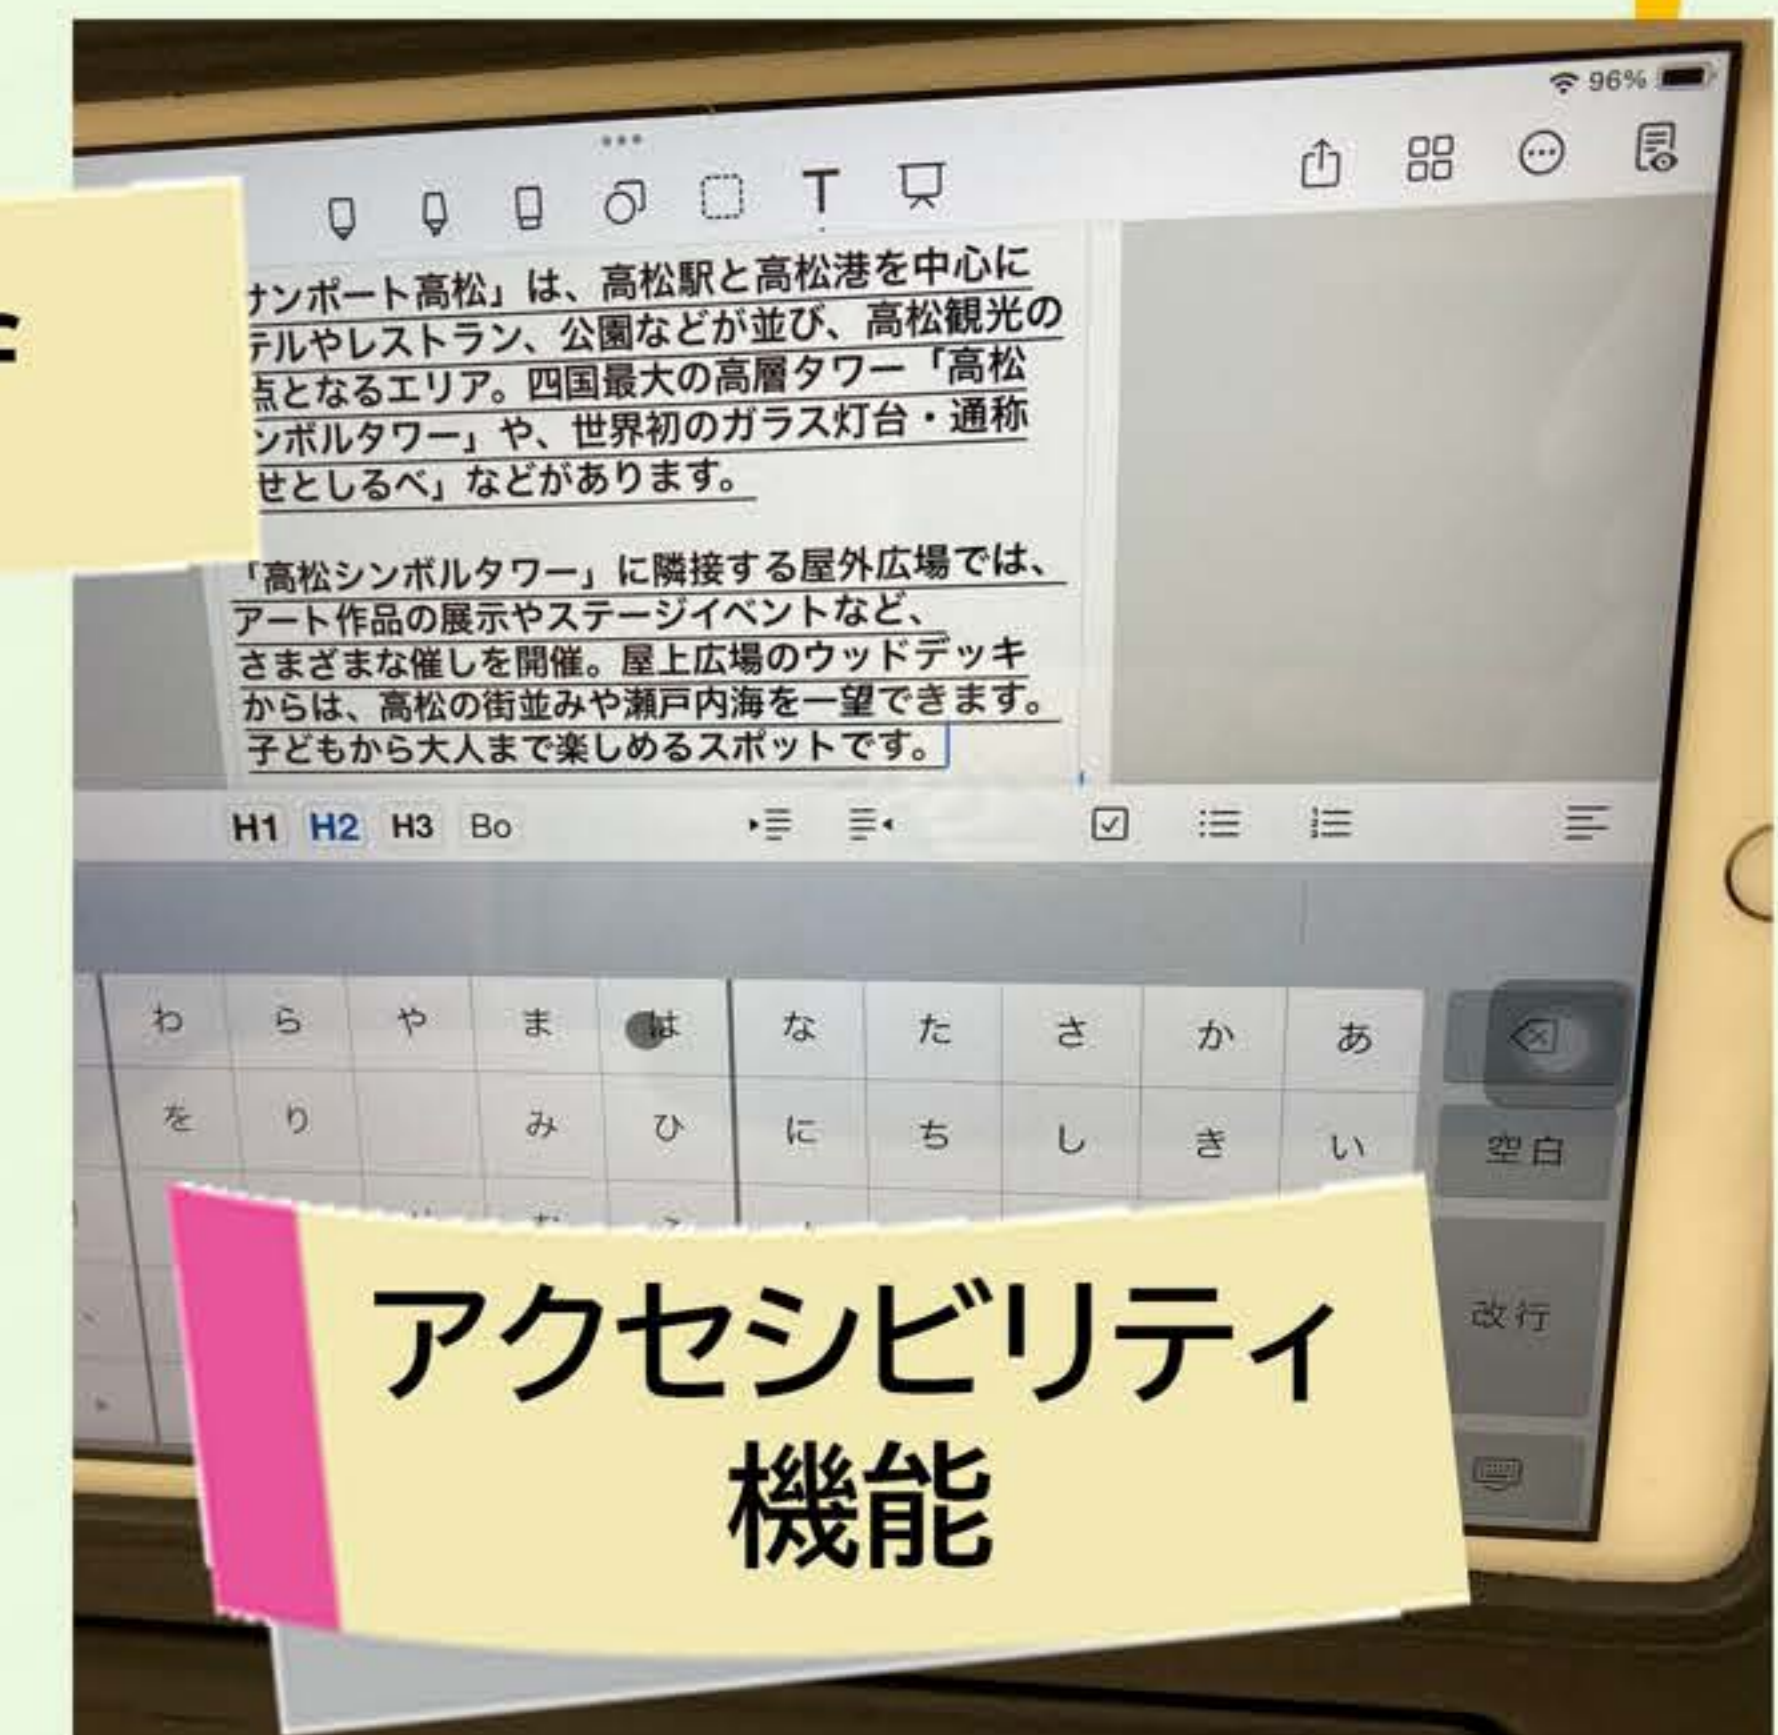 96%
T
サンポート高松」は、高松駅と高松港を中心に
テルやレストラン、公園などが並び、高松観光の
点となるエリア。四国最大の高層タワー「高松
ンボルタワー」や、世界初のガラス灯台・通称
せとしるべ」などがあります。
「高松シンボルタワー」に隣接する屋外広場では、
アート作品の展示やステージイベントなど、
さまざまな催しを開催。屋上広場のウッドデッキ
からは、高松の街並みや瀬戸内海を一望できます。
子どもから大人まで楽しめるスポットです。
H1 H2 H3 Bo
わ ら や ま は な た さ か あ
を り み ひ に ち し き い 空白
改行
アクセシビリティ
機能